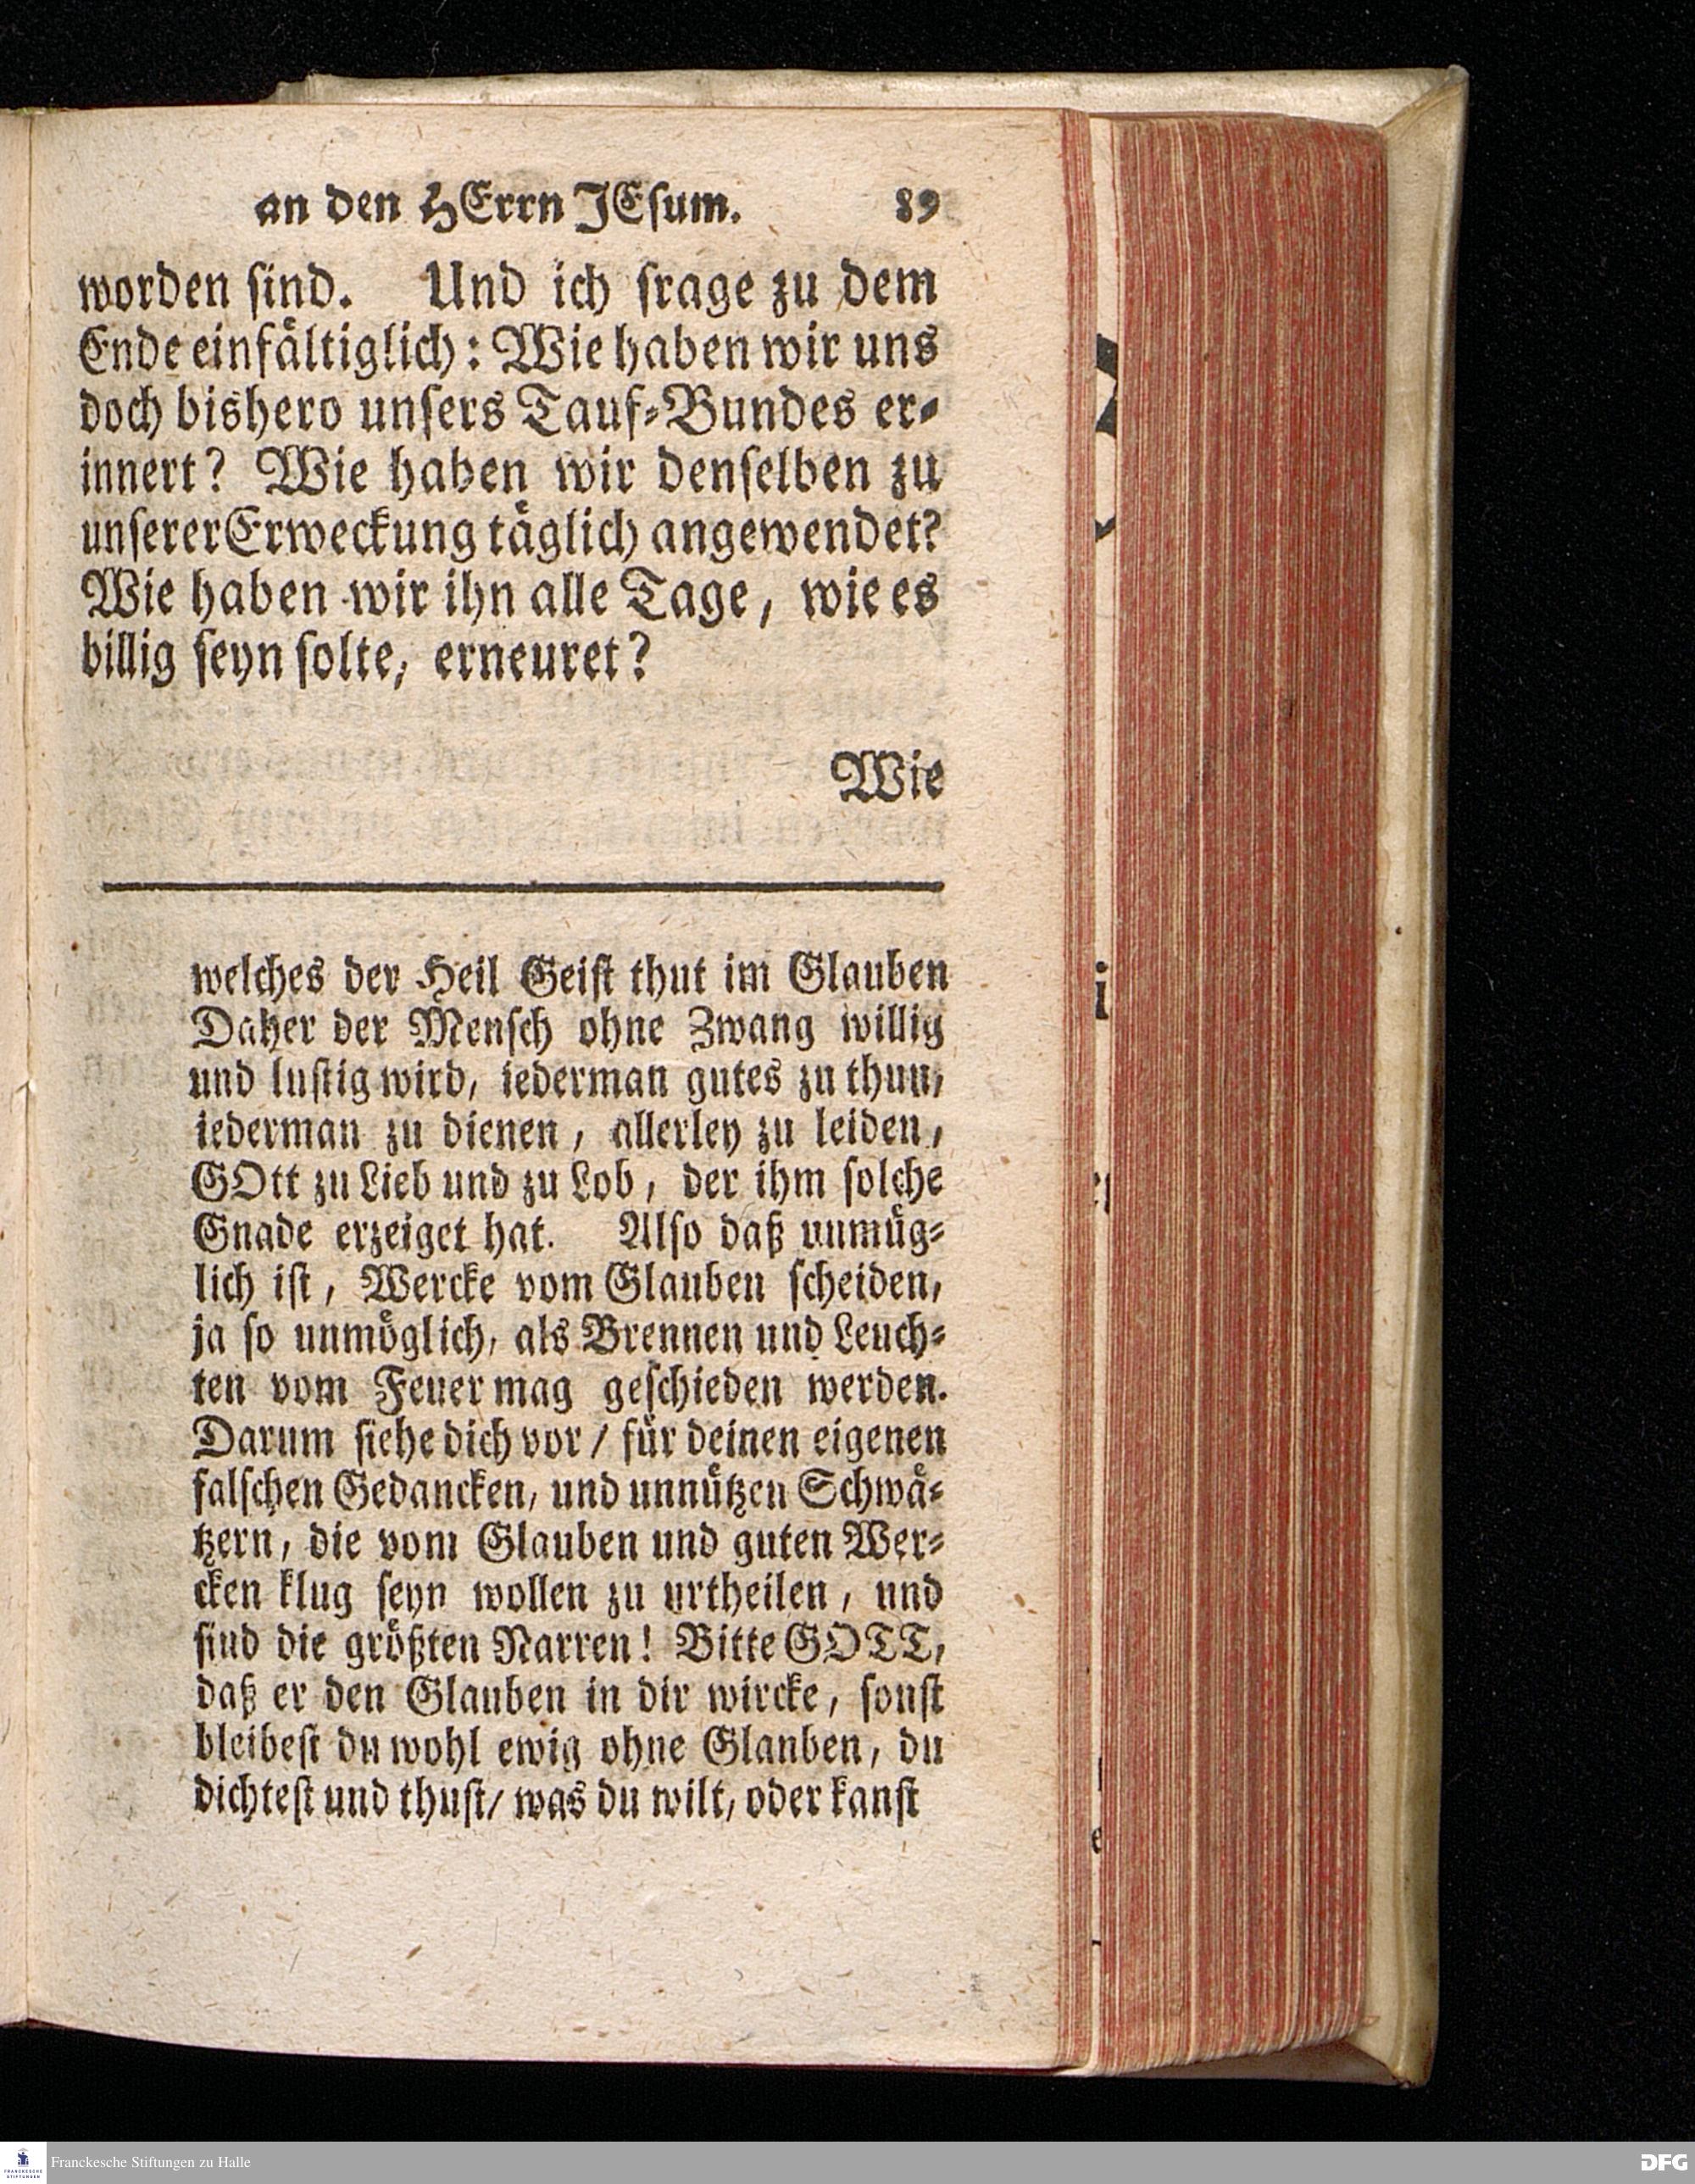 an den HErrn JEsum. 89
worden sind. Und ich srage zu dem
Ende einfältiglich: Wie haben wir uns
doch bishero unsers Tauf-Bundes er-
innert? Wie haben wir denselben zu
unserer Erweckung täglich angewendet?
Wie haben wir ihn alle Tage, wie es
billig seyn solte, erneuret?
Wie
welches der Heil Geist thut im Glauben
Daher der Mensch ohne Zwang willig
und lustig wird, iederman gutes zu thun,
iederman zu dienen, allerley zu leiden,
GOtt zu Lieb und zu Lob, der ihm solche
Gnade erzeiget hat. Also daß unmüg-
lich ist, Wercke vom Glauben scheiden,
ja so unmöglich, als Brennen und Leuch-
ten vom Feuer mag geschieden werden.
Darum siehe dich vor / für deinen eigenen
falschen Gedancken, und unnützen Schwä-
tzern, die vom Glauben und guten Wer-
cken klug seyn wollen zu urtheilen, und
sind die größten Narren! Bitte GOTT,
daß er den Glauben in dir wircke, sonst
bleibest du wohl ewig ohne Glauben, du
dichtest und thust/ was du wilt, oder kanst
Franckesche Stiftungen zu Halle
FRANCKESCHE
STIFTUNGEN
DFG